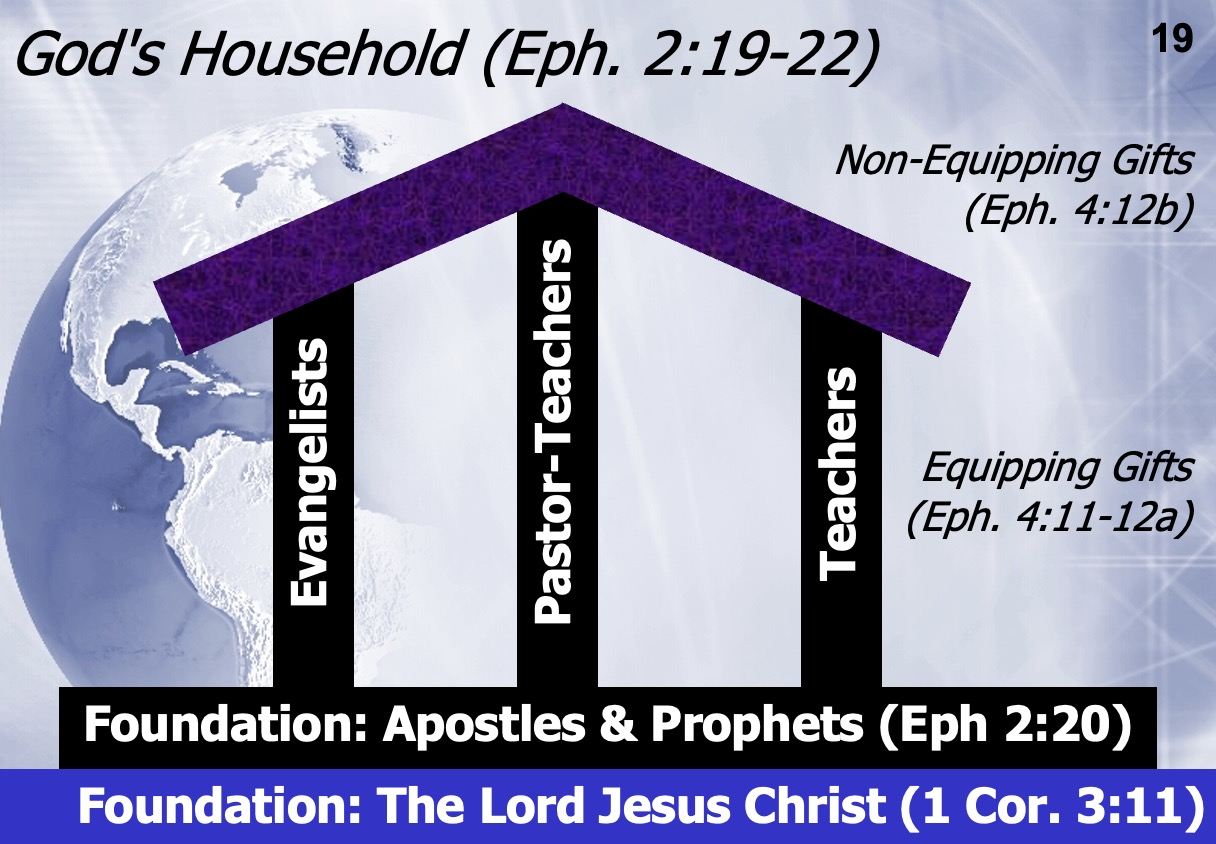 God's Household (Eph. 2:19-22)
19
Non-Equipping Gifts
(Eph. 4:12b)
Evangelists
Pastor-Teachers
Teachers
Equipping Gifts
(Eph. 4:11-12a)
Foundation: Apostles & Prophets (Eph 2:20)
Foundation: The Lord Jesus Christ (1 Cor. 3:11)